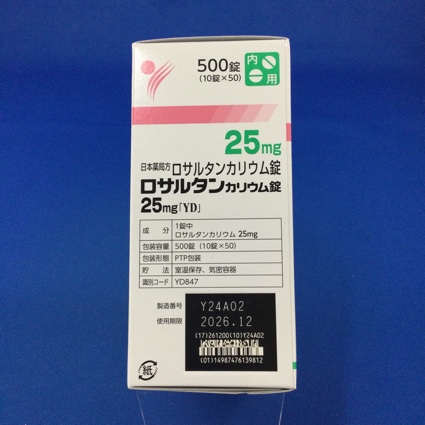 500錠
(10錠×50)
内
用
25mg
日本薬局方 ロサルタンカリウム錠
ロサルタンカリウム錠
25mg「YD」
成 分 1錠中
ロサルタンカリウム 25mg
包装容量 500錠(10錠×50)
包装形態 PTP包装
貯 法 室温保存、気密容器
識別コード YD847
製造番号 Y24A02
使用期限 2026.12
(17)261200(10)Y24A02
(01)14987476139812
紙